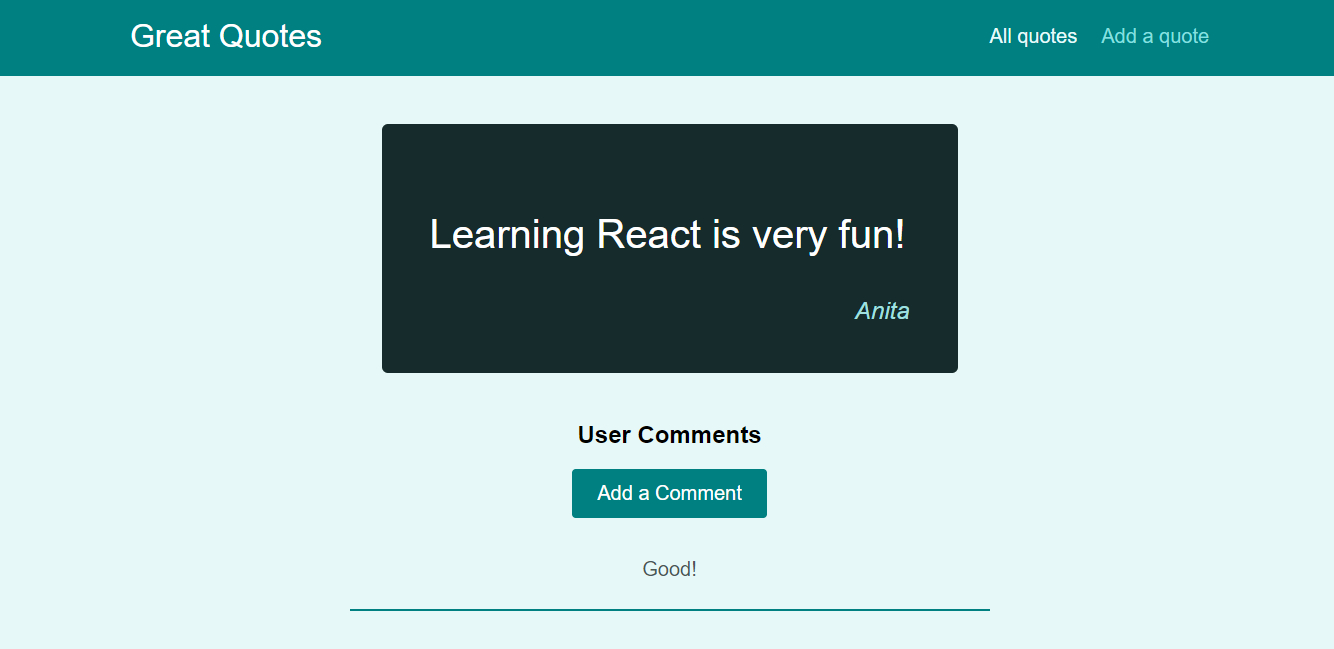 Great Quotes
All quotes
Add a quote
Learning React is very fun!
Anita
User Comments
Add a Comment
Good!